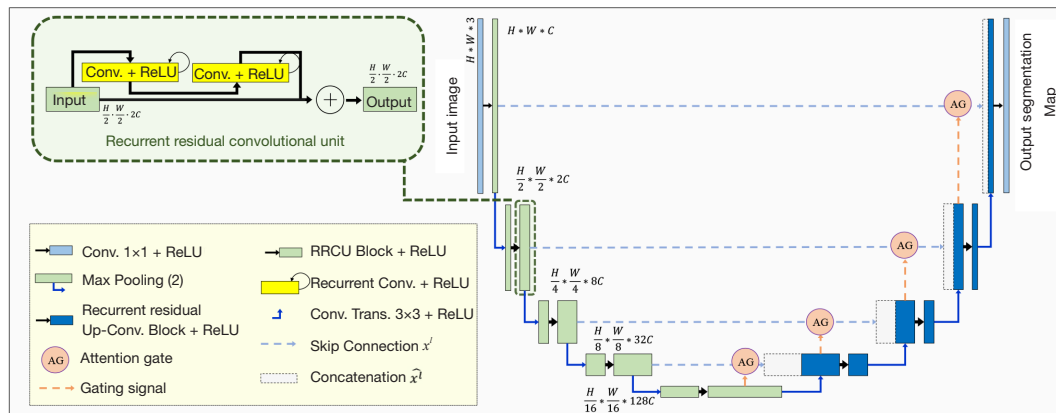 Conv. + ReLU
Conv. + ReLU
Input
H/2 · W/2 · 2C
+
H/2 · W/2 · 2C
Output
Recurrent residual convolutional unit
Input image
H * W * 3
H * W * C
H/2 * W/2 * 2C
H/4 * W/4 * 8C
H/8 * W/8 * 32C
H/16 * W/16 * 128C
AG
AG
AG
AG
Output segmentation
Map
Conv. 1×1 + ReLU
Max Pooling (2)
Recurrent residual
Up-Conv. Block + ReLU
AG
Attention gate
Gating signal
RRCU Block + ReLU
Recurrent Conv. + ReLU
Conv. Trans. 3×3 + ReLU
Skip Connection xˡ
Concatenation x̂ˡ